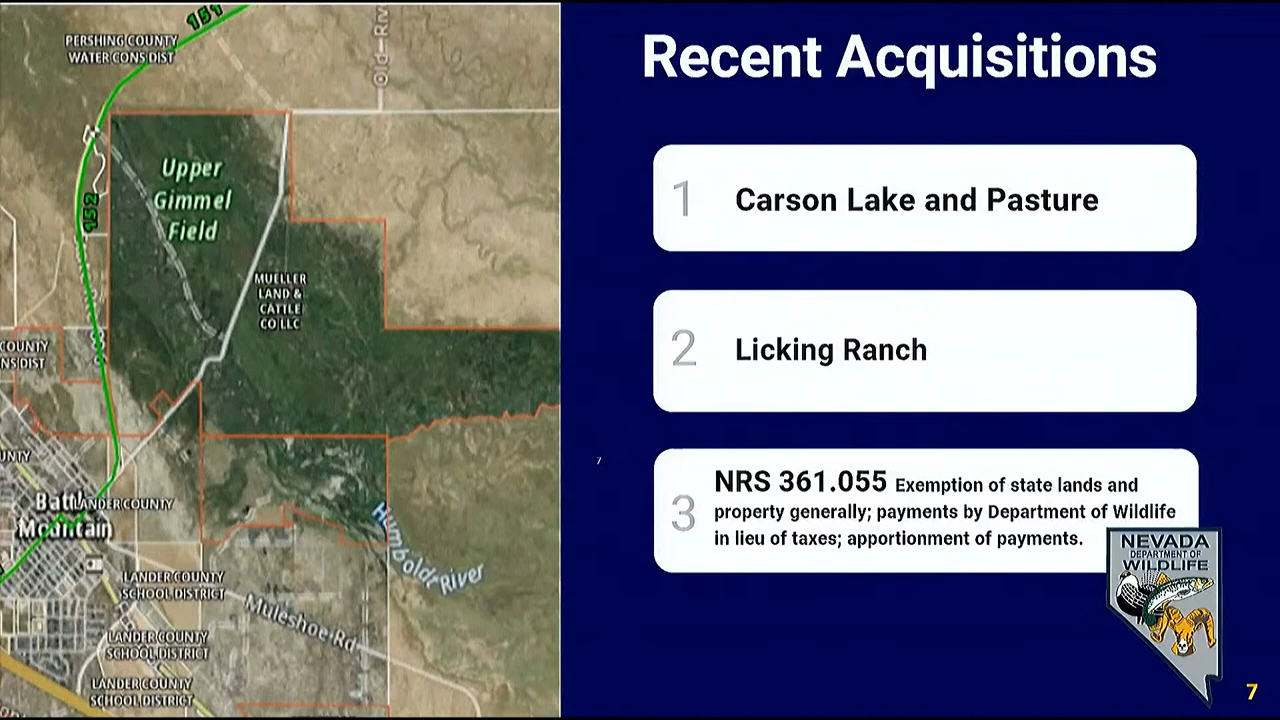 151
PERSHING COUNTY
WATER CONS DIST
Upper
Gimmel
Field
152
MUELLER
LAND &
CATTLE
CO LLC
COUNTY
NS DIST
UNTY
LANDER COUNTY
Mountain
Humboldt River
LANDER COUNTY
SCHOOL DISTRICT
Muleshoe Rd
LANDER COUNTY
SCHOOL DISTRICT
LANDER COUNTY
SCHOOL DISTRICT
Recent Acquisitions
1 Carson Lake and Pasture
2 Licking Ranch
7
3 NRS 361.055 Exemption of state lands and
property generally; payments by Department of Wildlife
in lieu of taxes; apportionment of payments.
NEVADA
DEPARTMENT OF
WILDLIFE
7